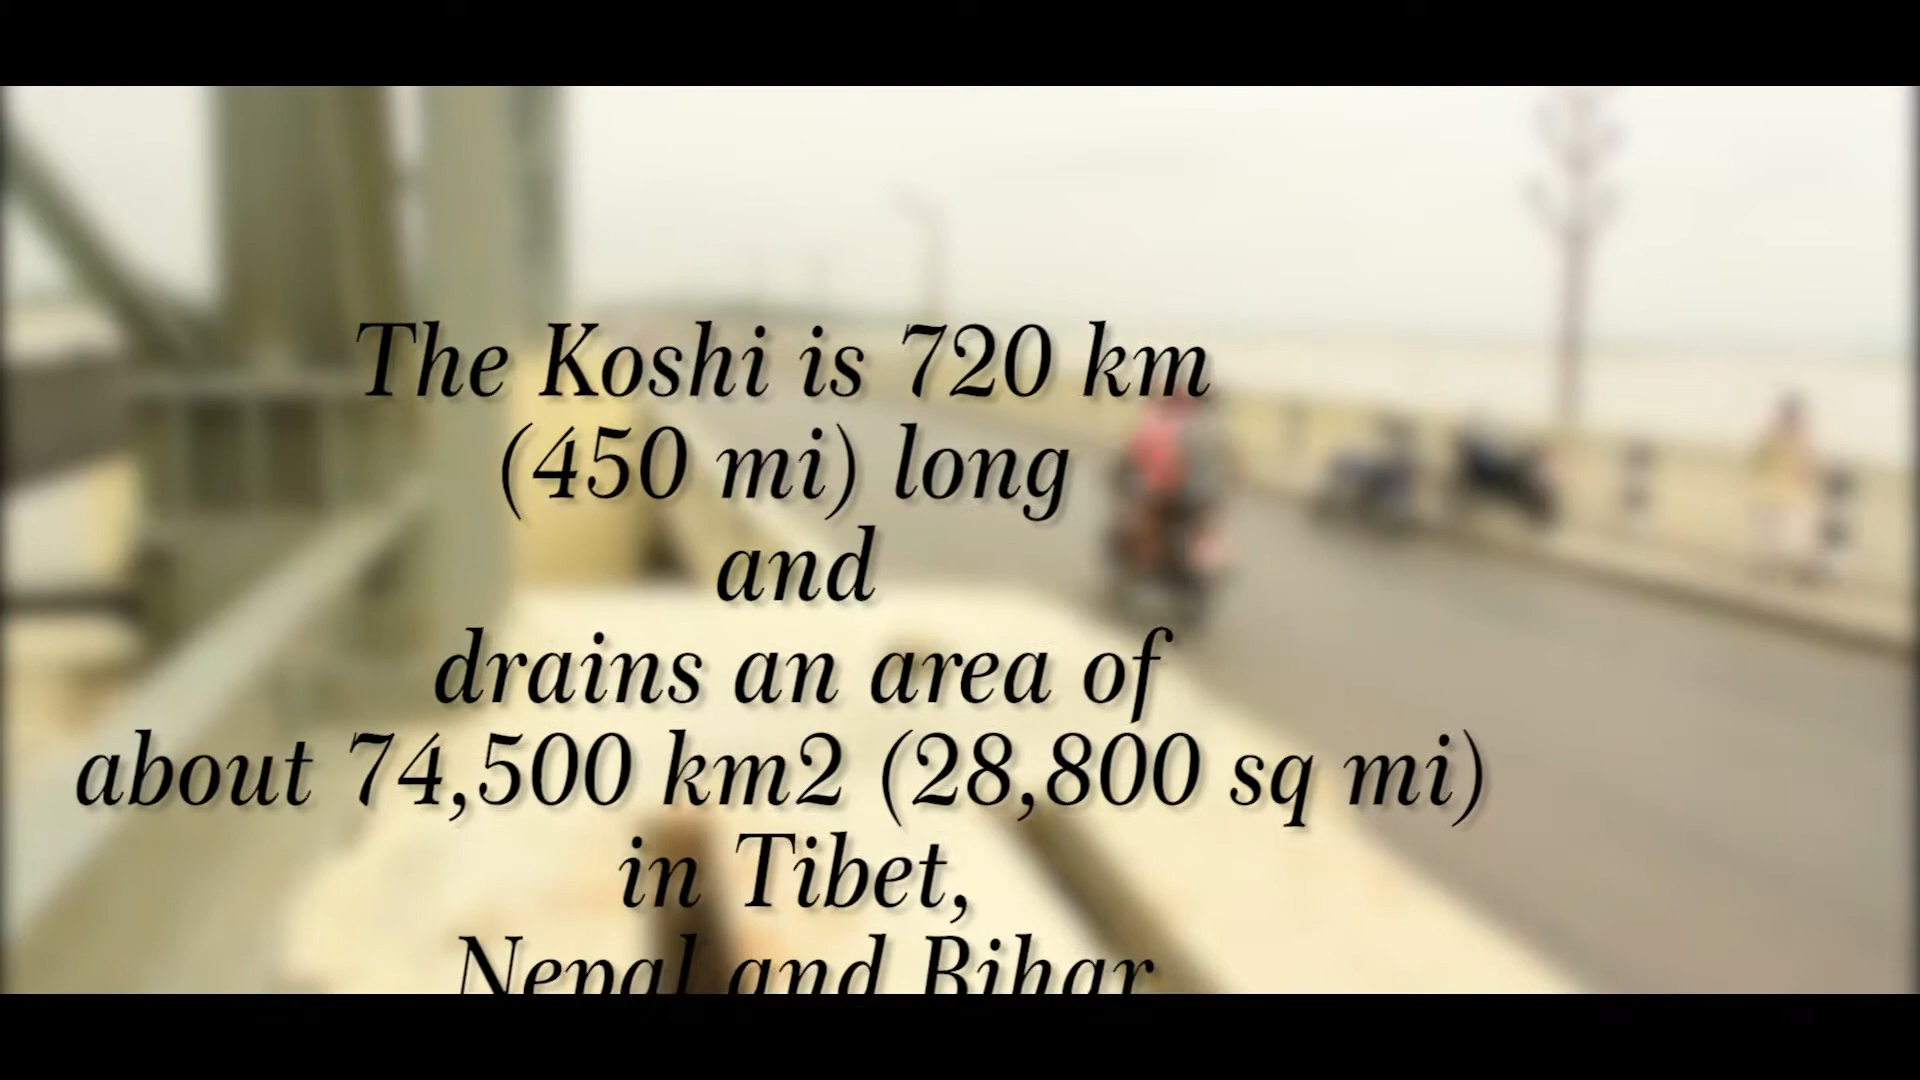 The Koshi is 720 km
(450 mi) long
and
drains an area of
about 74,500 km2 (28,800 sq mi)
in Tibet,
Nepal and Bihar